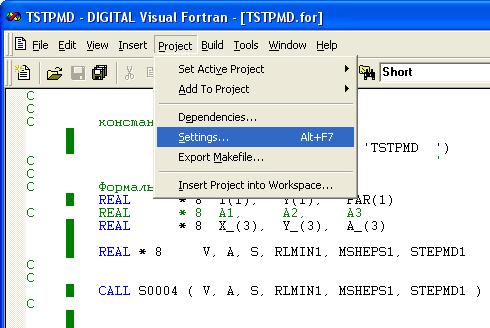 TSTPMD - DIGITAL Visual Fortran - [TSTPMD.for]
File Edit View Insert Project Build Tools Window Help
Set Active Project
Add To Project
Short
Dependencies...
Settings... Alt+F7
Export Makefile...
Insert Project into Workspace...
C
C
C констан
'TSTPMD ')
C
C
C Формаль
REAL * 8 T(1), Y(1), PAR(1)
C REAL * 8 A1, A2, A3
REAL * 8 X_(3), Y_(3), A_(3)
REAL * 8 V, A, S, RLMIN1, MSHEPS1, STEPMD1
C
C
CALL S0004 ( V, A, S, RLMIN1, MSHEPS1, STEPMD1 )
C